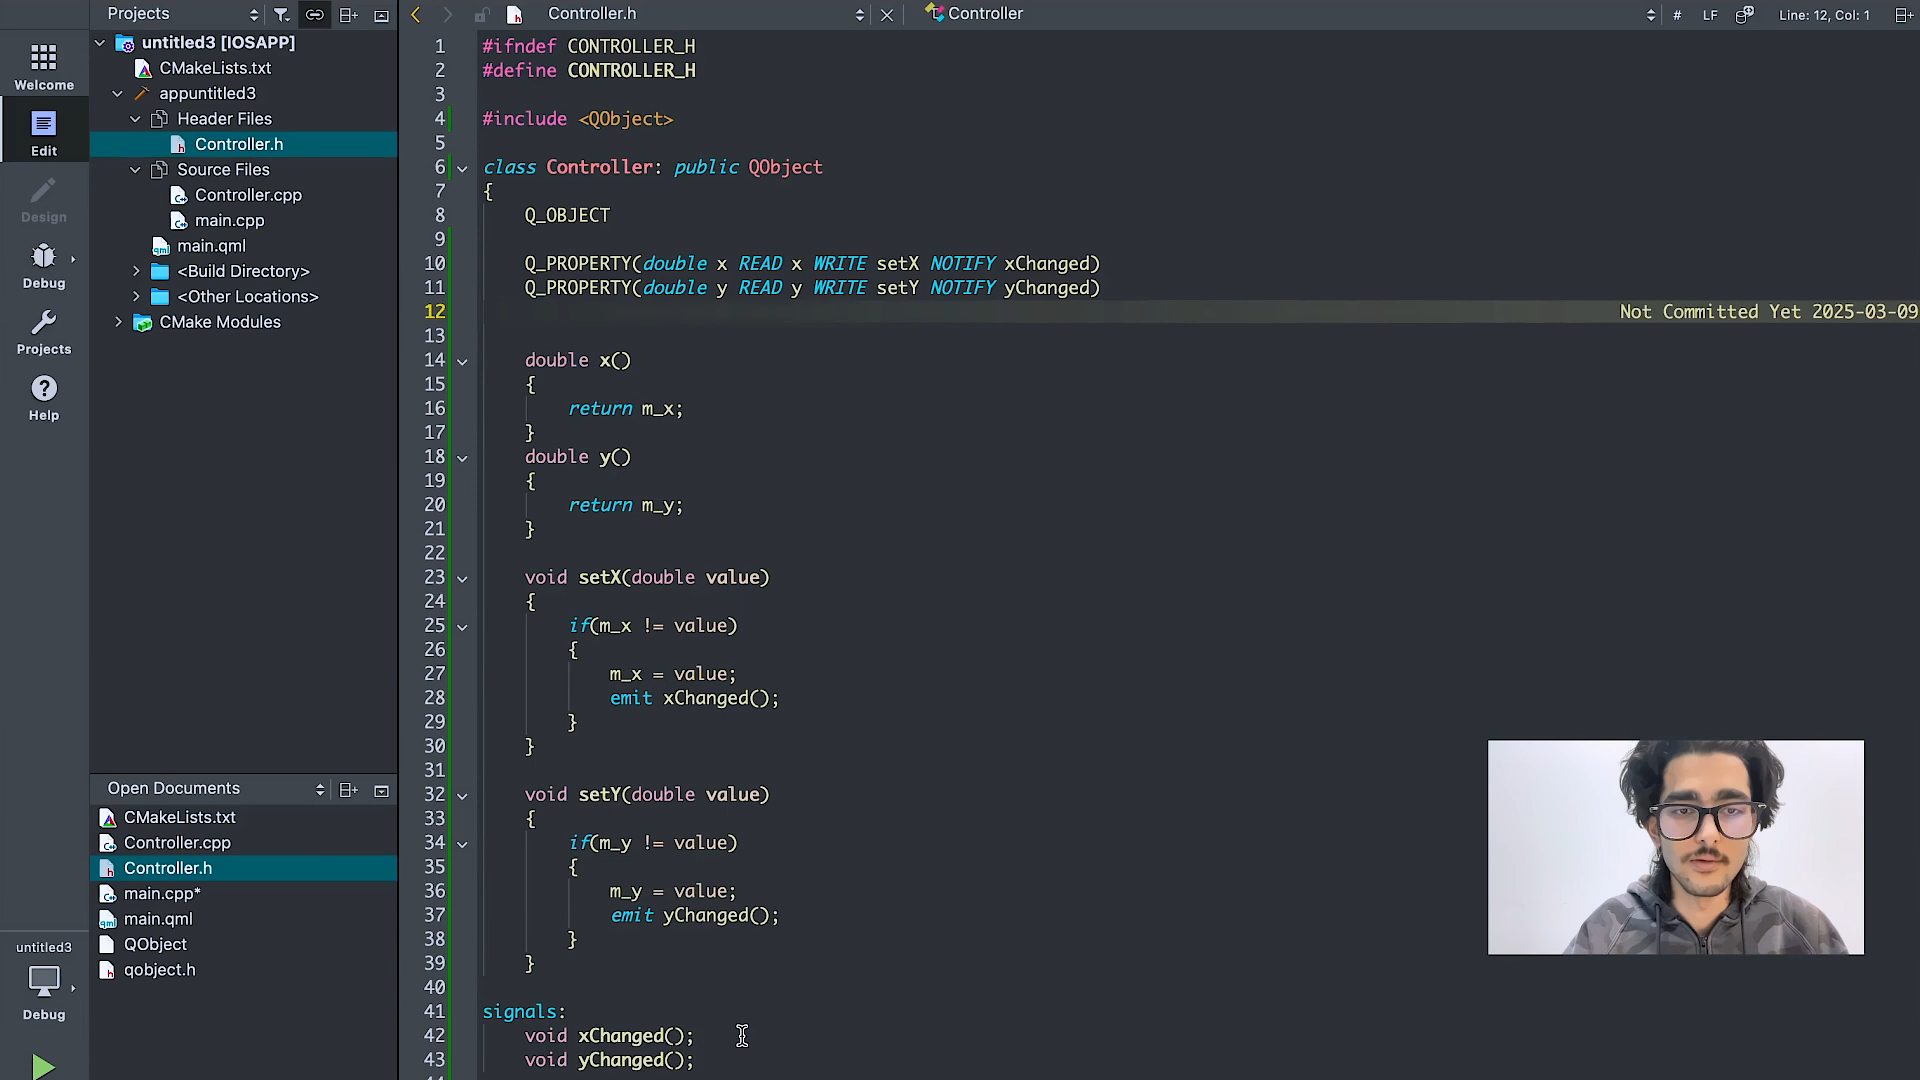 Projects
Controller.h
Controller
#
LF
Line: 12, Col: 1
Welcome
Edit
Design
Debug
Projects
Help
untitled3
Debug
untitled3 [IOSAPP]
CMakeLists.txt
appuntitled3
Header Files
Controller.h
Source Files
Controller.cpp
main.cpp
main.qml
<Build Directory>
<Other Locations>
CMake Modules
Open Documents
CMakeLists.txt
Controller.cpp
Controller.h
main.cpp*
main.qml
QObject
qobject.h
1 #ifndef CONTROLLER_H
2 #define CONTROLLER_H
3
4 #include <QObject>
5
6 class Controller: public QObject
7 {
8 Q_OBJECT
9
10 Q_PROPERTY(double x READ x WRITE setX NOTIFY xChanged)
11 Q_PROPERTY(double y READ y WRITE setY NOTIFY yChanged)
12 Not Committed Yet 2025-03-09
13
14 double x()
15 {
16 return m_x;
17 }
18 double y()
19 {
20 return m_y;
21 }
22
23 void setX(double value)
24 {
25 if(m_x != value)
26 {
27 m_x = value;
28 emit xChanged();
29 }
30 }
31
32 void setY(double value)
33 {
34 if(m_y != value)
35 {
36 m_y = value;
37 emit yChanged();
38 }
39 }
40
41 signals:
42 void xChanged();
43 void yChanged();